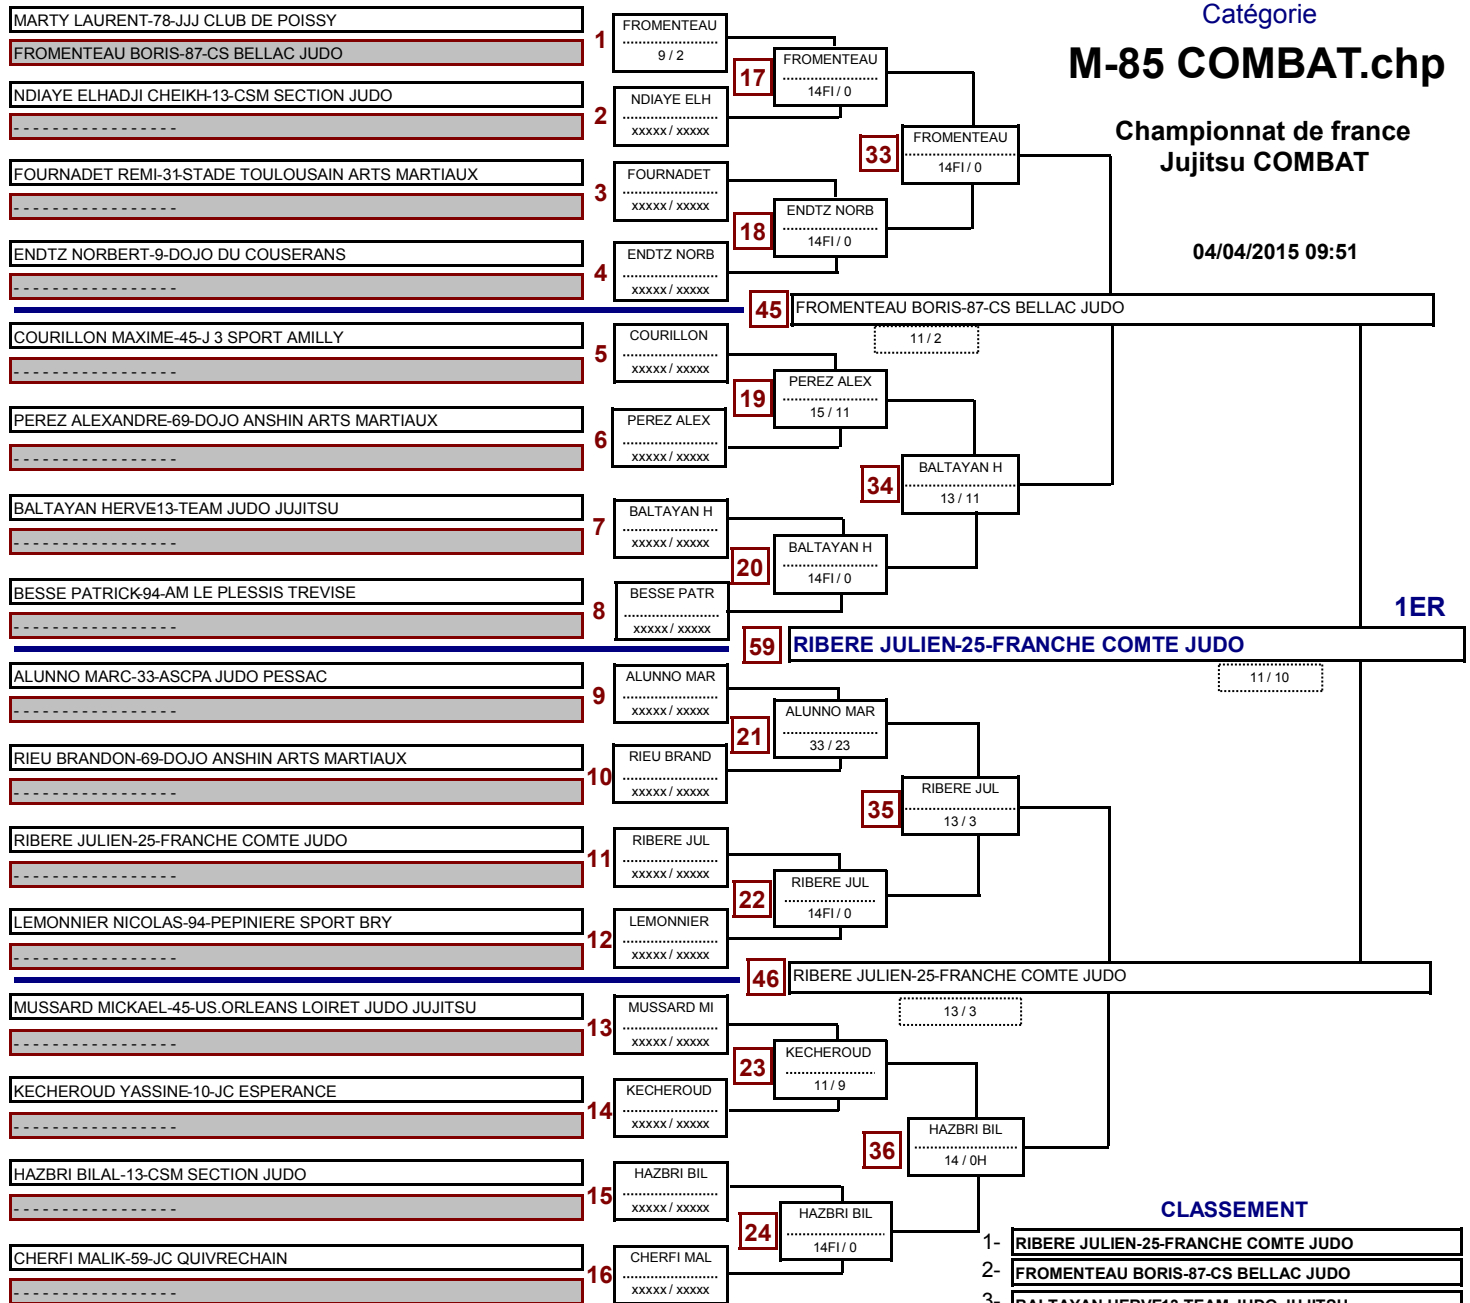 Catégorie
M-85 COMBAT.chp
Championnat de france
Jujitsu COMBAT
04/04/2015 09:51
MARTY LAURENT-78-JJJ CLUB DE POISSY
FROMENTEAU BORIS-87-CS BELLAC JUDO
1
FROMENTEAU
9 / 2
NDIAYE ELHADJI CHEIKH-13-CSM SECTION JUDO
- - - - - - - - - - - - - - - - -
2
NDIAYE ELH
xxxxx / xxxxx
17
FROMENTEAU
14FI / 0
FOURNADET REMI-31-STADE TOULOUSAIN ARTS MARTIAUX
- - - - - - - - - - - - - - - - -
3
FOURNADET
xxxxx / xxxxx
ENDTZ NORBERT-9-DOJO DU COUSERANS
- - - - - - - - - - - - - - - - -
4
ENDTZ NORB
xxxxx / xxxxx
18
ENDTZ NORB
14FI / 0
33
FROMENTEAU
14FI / 0
45
FROMENTEAU BORIS-87-CS BELLAC JUDO
11 / 2
COURILLON MAXIME-45-J 3 SPORT AMILLY
- - - - - - - - - - - - - - - - -
5
COURILLON
xxxxx / xxxxx
PEREZ ALEXANDRE-69-DOJO ANSHIN ARTS MARTIAUX
- - - - - - - - - - - - - - - - -
6
PEREZ ALEX
xxxxx / xxxxx
19
PEREZ ALEX
15 / 11
BALTAYAN HERVE13-TEAM JUDO JUJITSU
- - - - - - - - - - - - - - - - -
7
BALTAYAN H
xxxxx / xxxxx
BESSE PATRICK-94-AM LE PLESSIS TREVISE
- - - - - - - - - - - - - - - - -
8
BESSE PATR
xxxxx / xxxxx
20
BALTAYAN H
14FI / 0
34
BALTAYAN H
13 / 11
1ER
59
RIBERE JULIEN-25-FRANCHE COMTE JUDO
11 / 10
ALUNNO MARC-33-ASCPA JUDO PESSAC
- - - - - - - - - - - - - - - - -
9
ALUNNO MAR
xxxxx / xxxxx
RIEU BRANDON-69-DOJO ANSHIN ARTS MARTIAUX
- - - - - - - - - - - - - - - - -
10
RIEU BRAND
xxxxx / xxxxx
21
ALUNNO MAR
33 / 23
RIBERE JULIEN-25-FRANCHE COMTE JUDO
- - - - - - - - - - - - - - - - -
11
RIBERE JUL
xxxxx / xxxxx
LEMONNIER NICOLAS-94-PEPINIERE SPORT BRY
- - - - - - - - - - - - - - - - -
12
LEMONNIER
xxxxx / xxxxx
22
RIBERE JUL
14FI / 0
35
RIBERE JUL
13 / 3
46
RIBERE JULIEN-25-FRANCHE COMTE JUDO
13 / 3
MUSSARD MICKAEL-45-US.ORLEANS LOIRET JUDO JUJITSU
- - - - - - - - - - - - - - - - -
13
MUSSARD MI
xxxxx / xxxxx
KECHEROUD YASSINE-10-JC ESPERANCE
- - - - - - - - - - - - - - - - -
14
KECHEROUD
xxxxx / xxxxx
23
KECHEROUD
11 / 9
HAZBRI BILAL-13-CSM SECTION JUDO
- - - - - - - - - - - - - - - - -
15
HAZBRI BIL
xxxxx / xxxxx
CHERFI MALIK-59-JC QUIVRECHAIN
- - - - - - - - - - - - - - - - -
16
CHERFI MAL
xxxxx / xxxxx
24
HAZBRI BIL
14FI / 0
36
HAZBRI BIL
14 / 0H
CLASSEMENT
1- RIBERE JULIEN-25-FRANCHE COMTE JUDO
2- FROMENTEAU BORIS-87-CS BELLAC JUDO
3- BALTAYAN HERVE13-TEAM JUDO JUJITSU